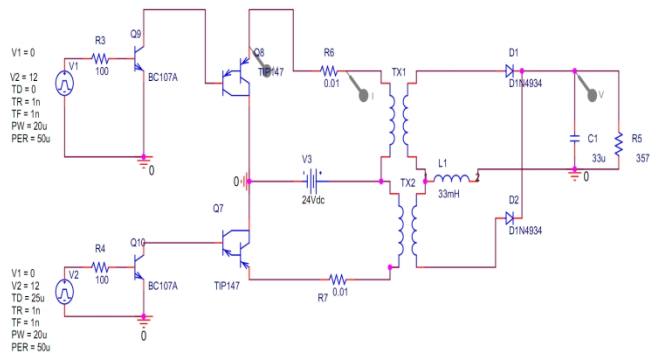 V1 = 0
V2 = 12
TD = 0
TR = 1n
TF = 1n
PW = 20u
PER = 50u
V1
R3
100
Q9
BC107A
0
Q8
TIP147
R6
0.01
I
TX1
D1
D1N4934
V
C1
33u
R5
357
0
0
V3
24Vdc
TX2
L1
1
2
33mH
D2
D1N4934
Q7
TIP147
R7
0.01
V1 = 0
V2 = 12
TD = 25u
TR = 1n
TF = 1n
PW = 20u
PER = 50u
V2
R4
100
Q10
BC107A
0